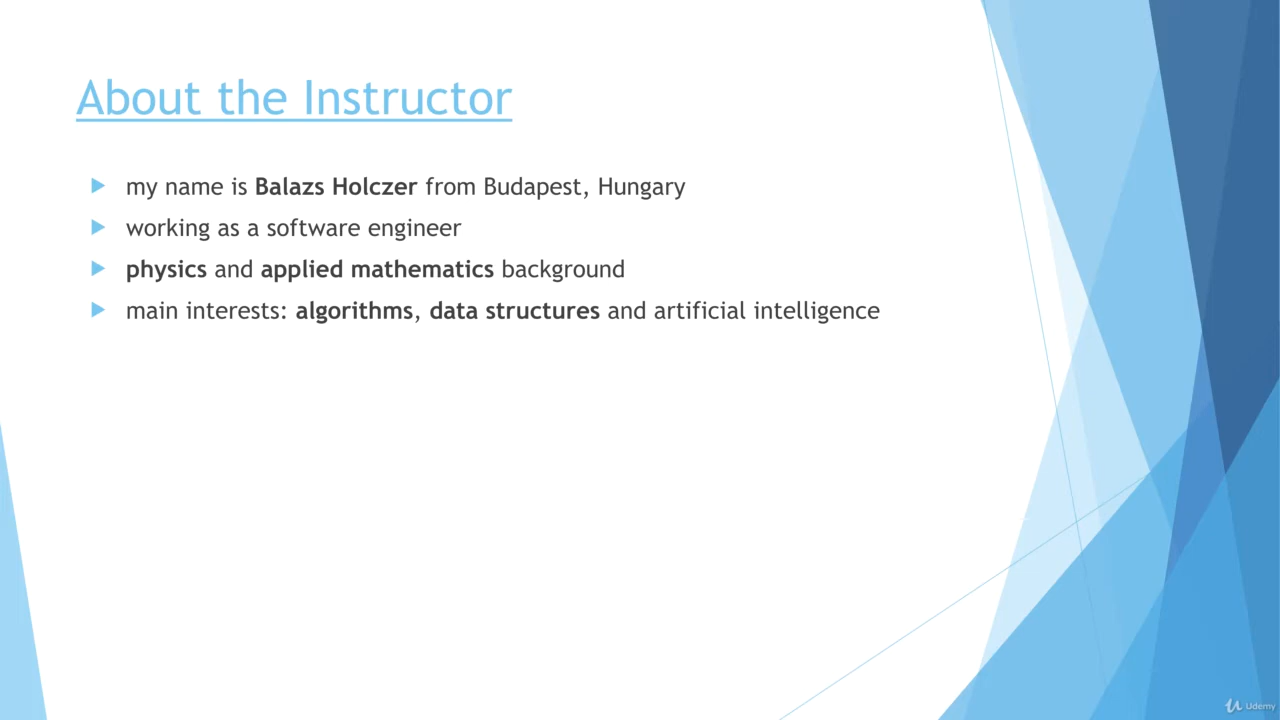 About the Instructor
my name is Balazs Holczer from Budapest, Hungary
working as a software engineer
physics and applied mathematics background
main interests: algorithms, data structures and artificial intelligence
Udemy